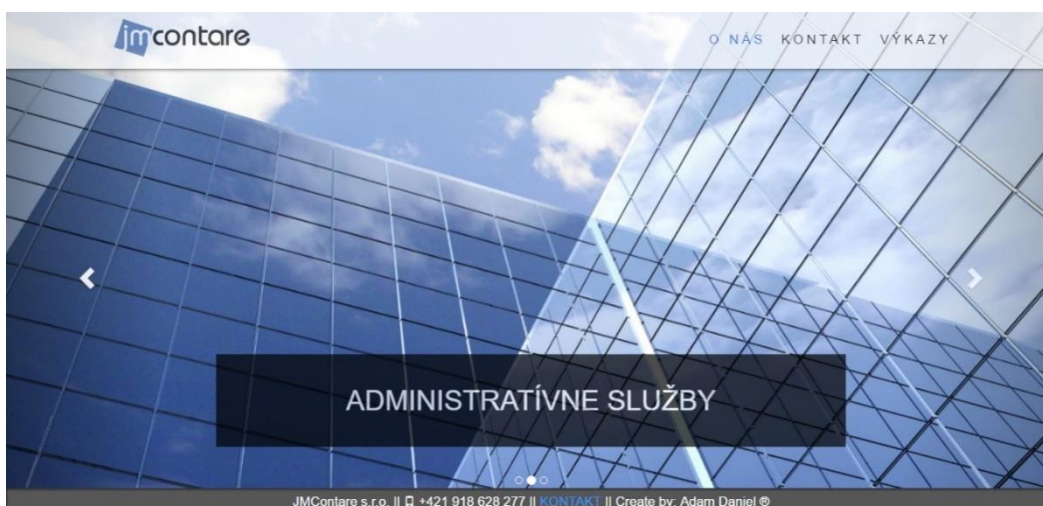 jmcontare
O NÁS KONTAKT VÝKAZY
ADMINISTRATÍVNE SLUŽBY
JMContare s.r.o. || +421 918 628 277 || KONTAKT || Create by: Adam Daniel ®